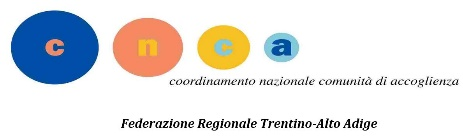 c n c a
coordinamento nazionale comunità di accoglienza
Federazione Regionale Trentino-Alto Adige